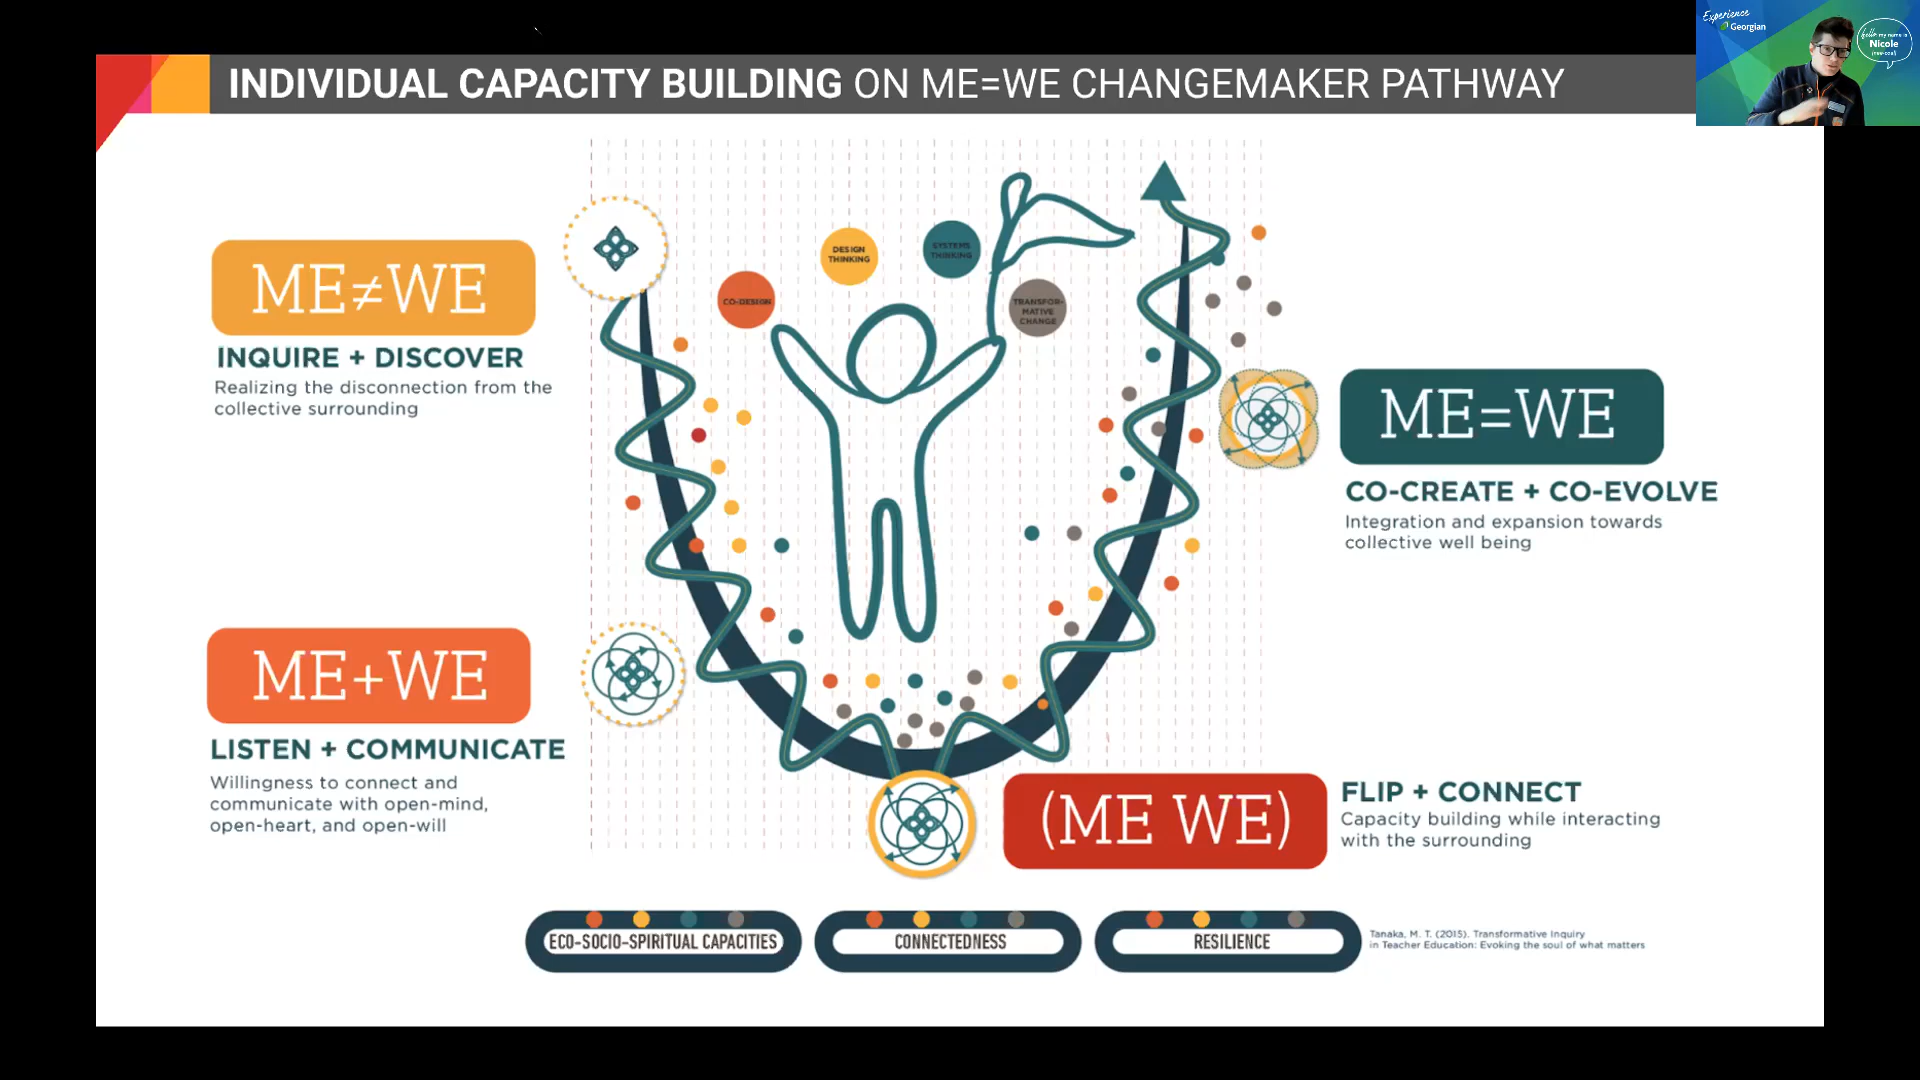 INDIVIDUAL CAPACITY BUILDING ON ME=WE CHANGEMAKER PATHWAY
Experience
Georgian
hello my name is
Nicole
ME≠WE
INQUIRE + DISCOVER
Realizing the disconnection from the
collective surrounding
CO-DESIGN
DESIGN
THINKING
SYSTEMS
THINKING
TRANSFOR-
MATIVE
CHANGE
ME=WE
CO-CREATE + CO-EVOLVE
Integration and expansion towards
collective well being
ME+WE
LISTEN + COMMUNICATE
Willingness to connect and
communicate with open-mind,
open-heart, and open-will
(ME WE)
FLIP + CONNECT
Capacity building while interacting
with the surrounding
ECO-SOCIO-SPIRITUAL CAPACITIES
CONNECTEDNESS
RESILIENCE
Tanaka, M. T. (2015). Transformative Inquiry
in Teacher Education: Evoking the soul of what matters